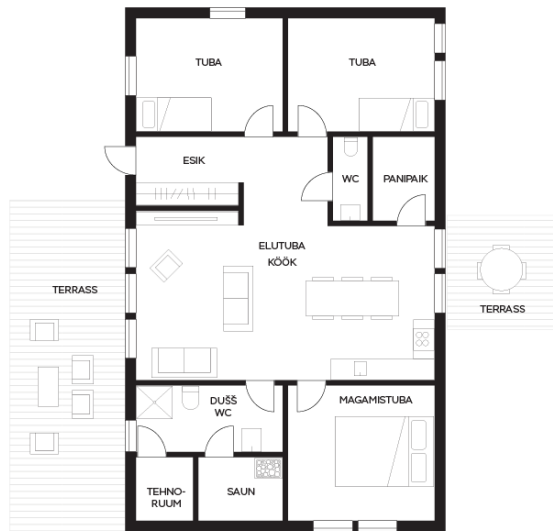 TUBA
TUBA
ESIK
WC
PANIPAIK
ELUTUBA
KÖÖK
TERRASS
TERRASS
DUŠŠ
WC
MAGAMISTUBA
TEHNO-
RUUM
SAUN